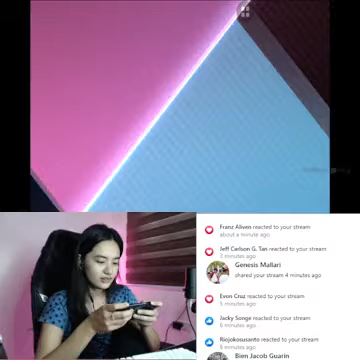 Franz Aliven reacted to your stream
about a minute ago
Jeff Carlson G. Tan reacted to your stream
3 minutes ago
Genesis Mallari
shared your stream 4 minutes ago
Evon Cruz reacted to your stream
5 minutes ago
Jacky Songe reacted to your stream
6 minutes ago
Riojokosusanto reacted to your stream
6 minutes ago
Bien Jacob Guarin